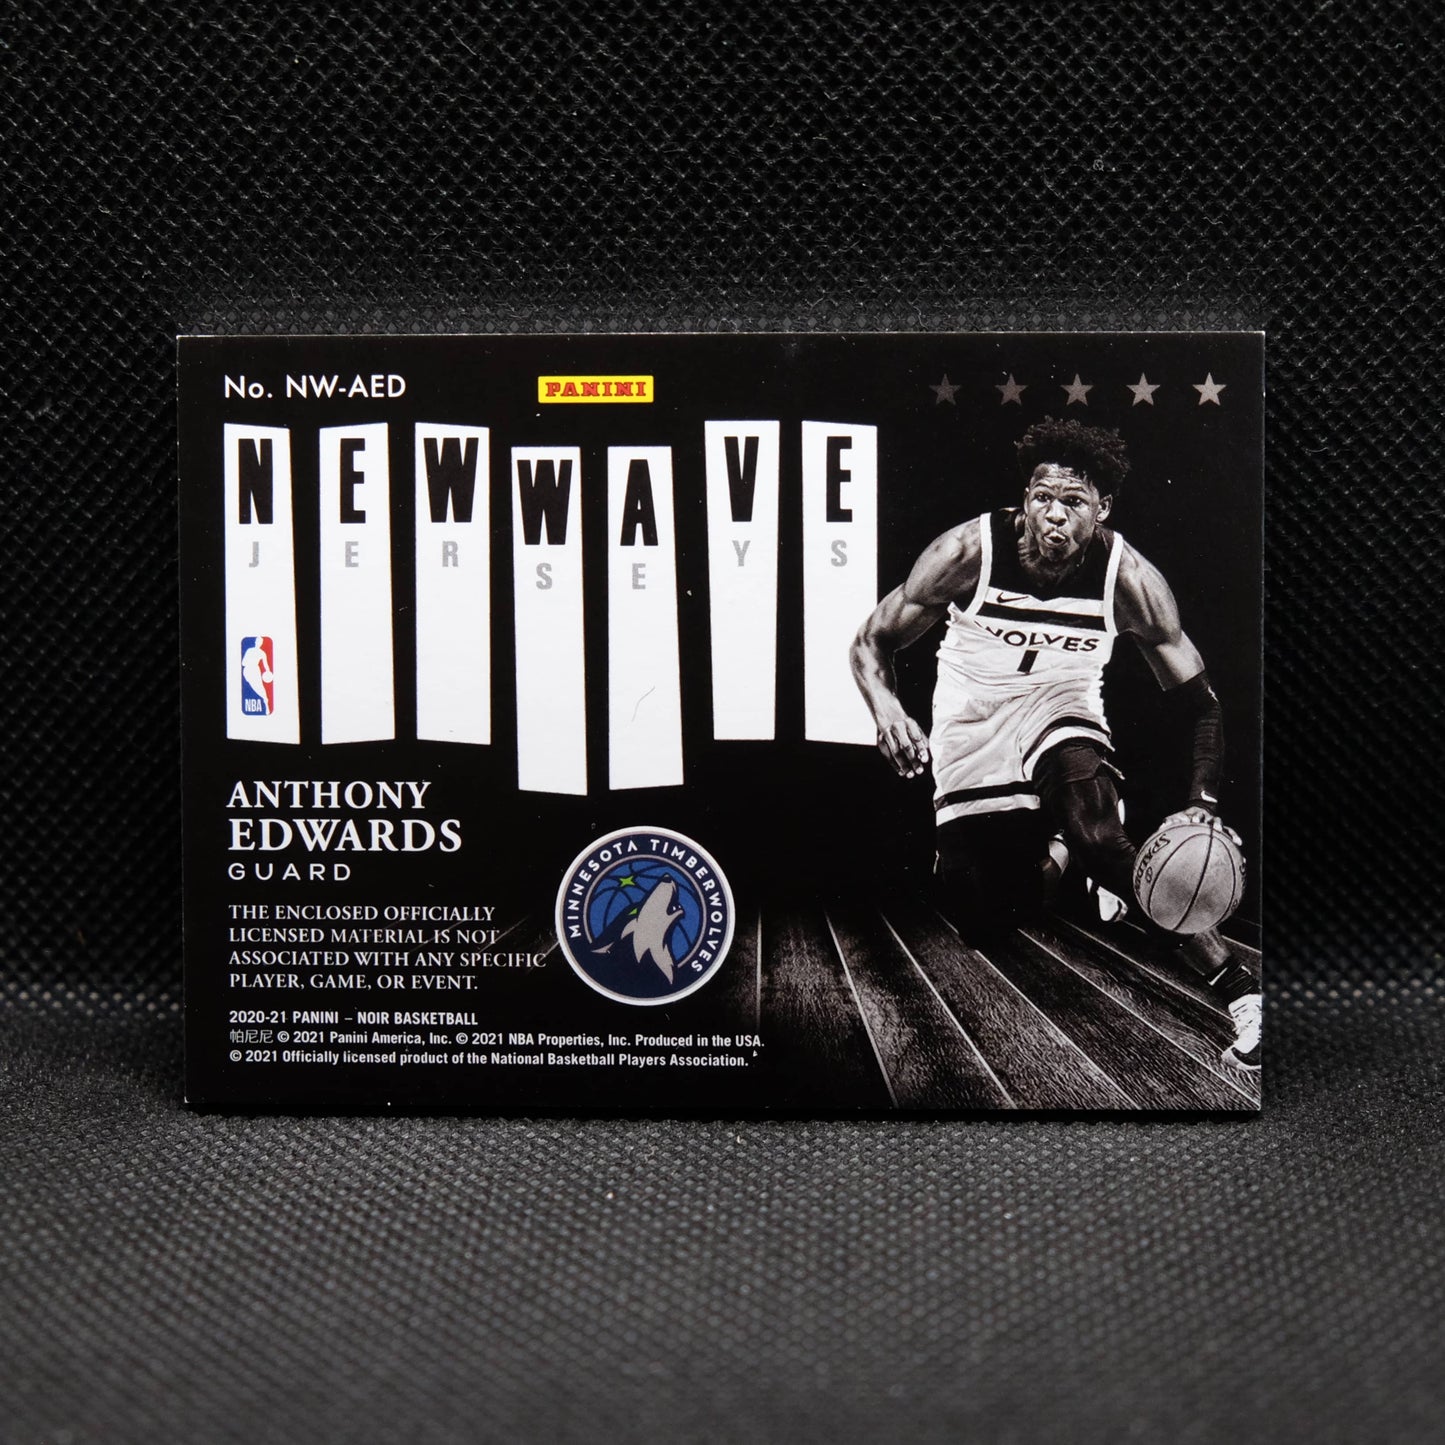 No. NW-AED
PANINI
NEW WAVE
JERSEYS
NBA
ANTHONY
EDWARDS
GUARD
THE ENCLOSED OFFICIALLY
LICENSED MATERIAL IS NOT
ASSOCIATED WITH ANY SPECIFIC
PLAYER, GAME, OR EVENT.
2020-21 PANINI – NOIR BASKETBALL
帕尼尼 © 2021 Panini America, Inc. © 2021 NBA Properties, Inc. Produced in the USA.
© 2021 Officially licensed product of the National Basketball Players Association.
MINNESOTA TIMBERWOLVES
WOLVES
1
SPALDING